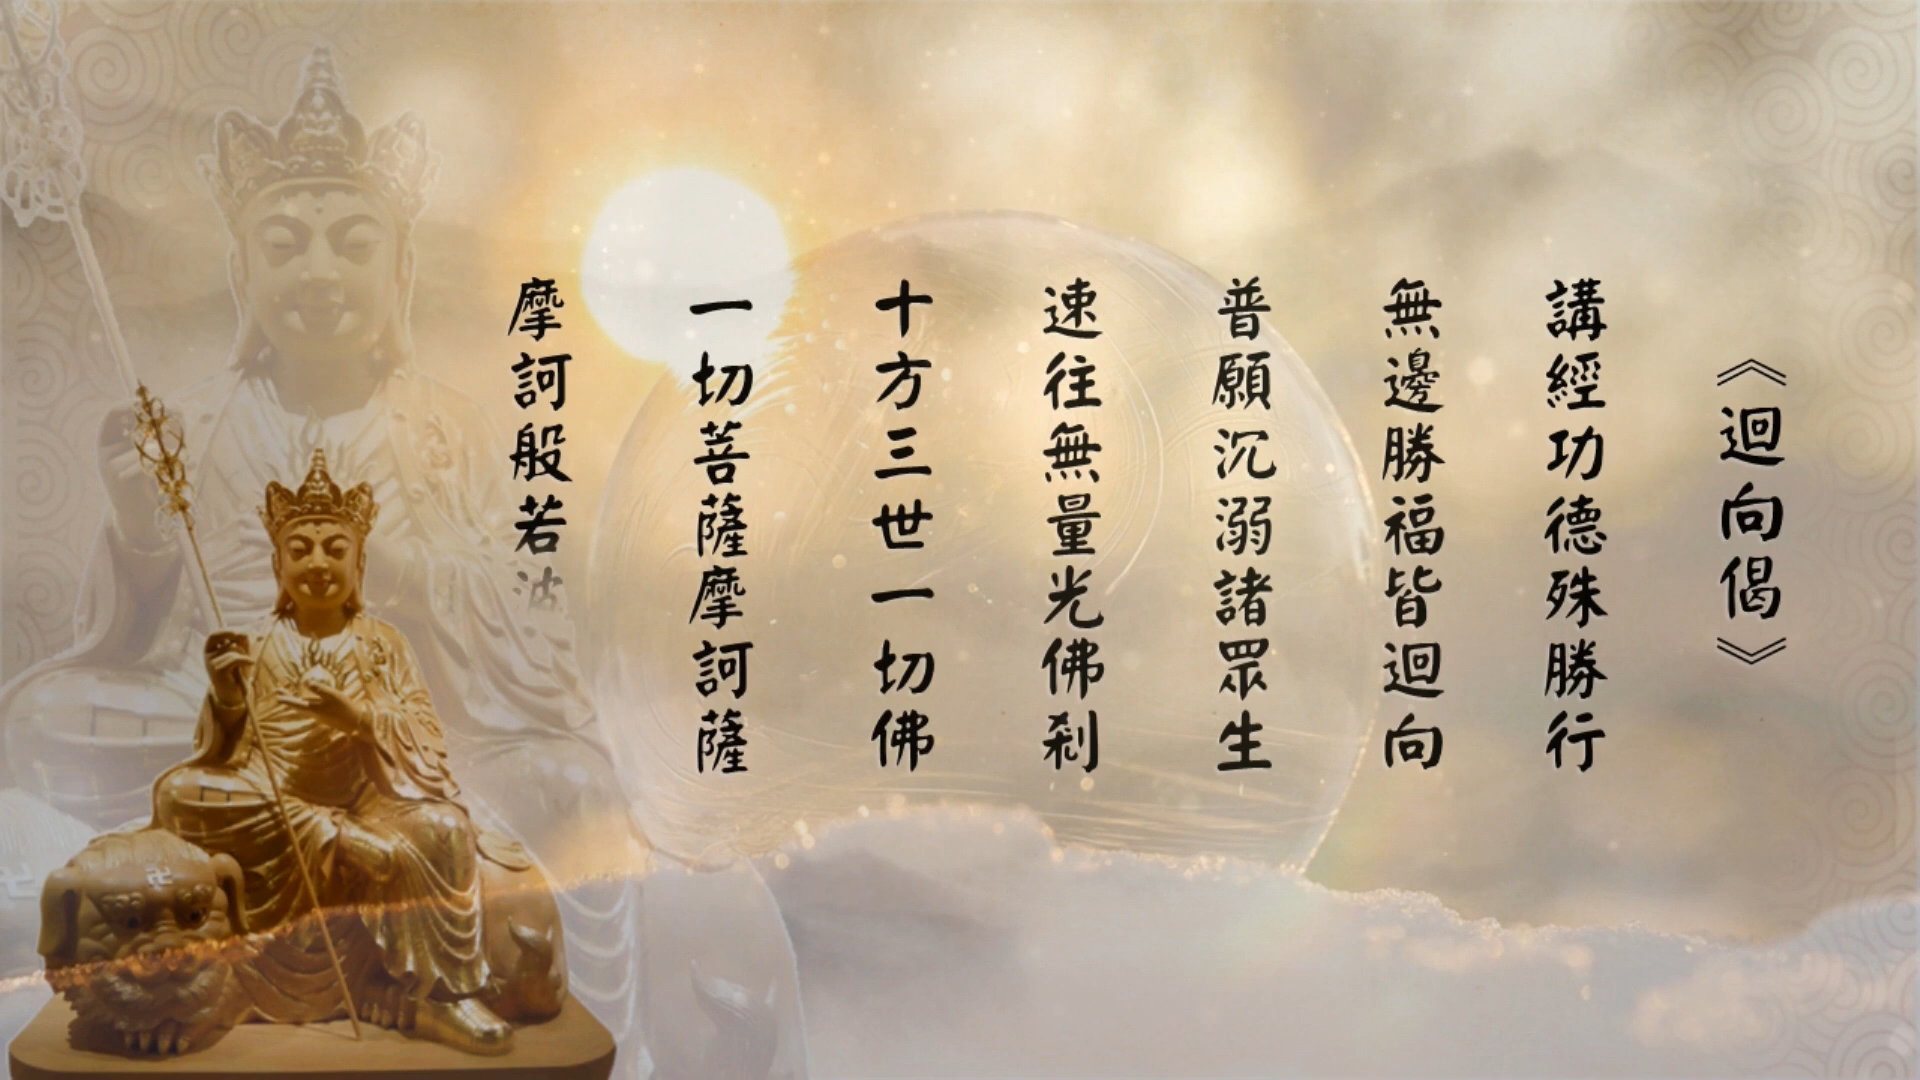 《迴向偈》
講經功德殊勝行
無邊勝福皆迴向
普願沉溺諸眾生
速往無量光佛剎
十方三世一切佛
一切菩薩摩訶薩
摩訶般若波